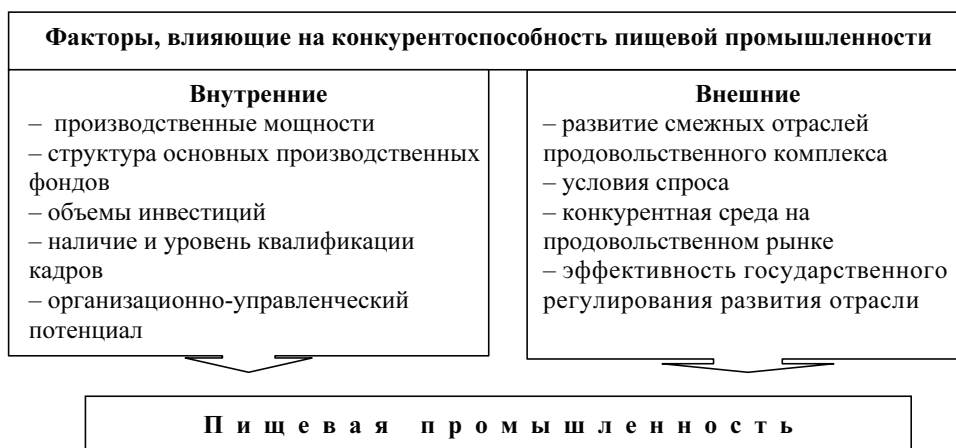 Факторы, влияющие на конкурентоспособность пищевой промышленности
Внутренние
– производственные мощности
– структура основных производственных
фондов
– объемы инвестиций
– наличие и уровень квалификации
кадров
– организационно-управленческий
потенциал
Внешние
– развитие смежных отраслей
продовольственного комплекса
– условия спроса
– конкурентная среда на
продовольственном рынке
– эффективность государственного
регулирования развития отрасли
Пищевая промышленность